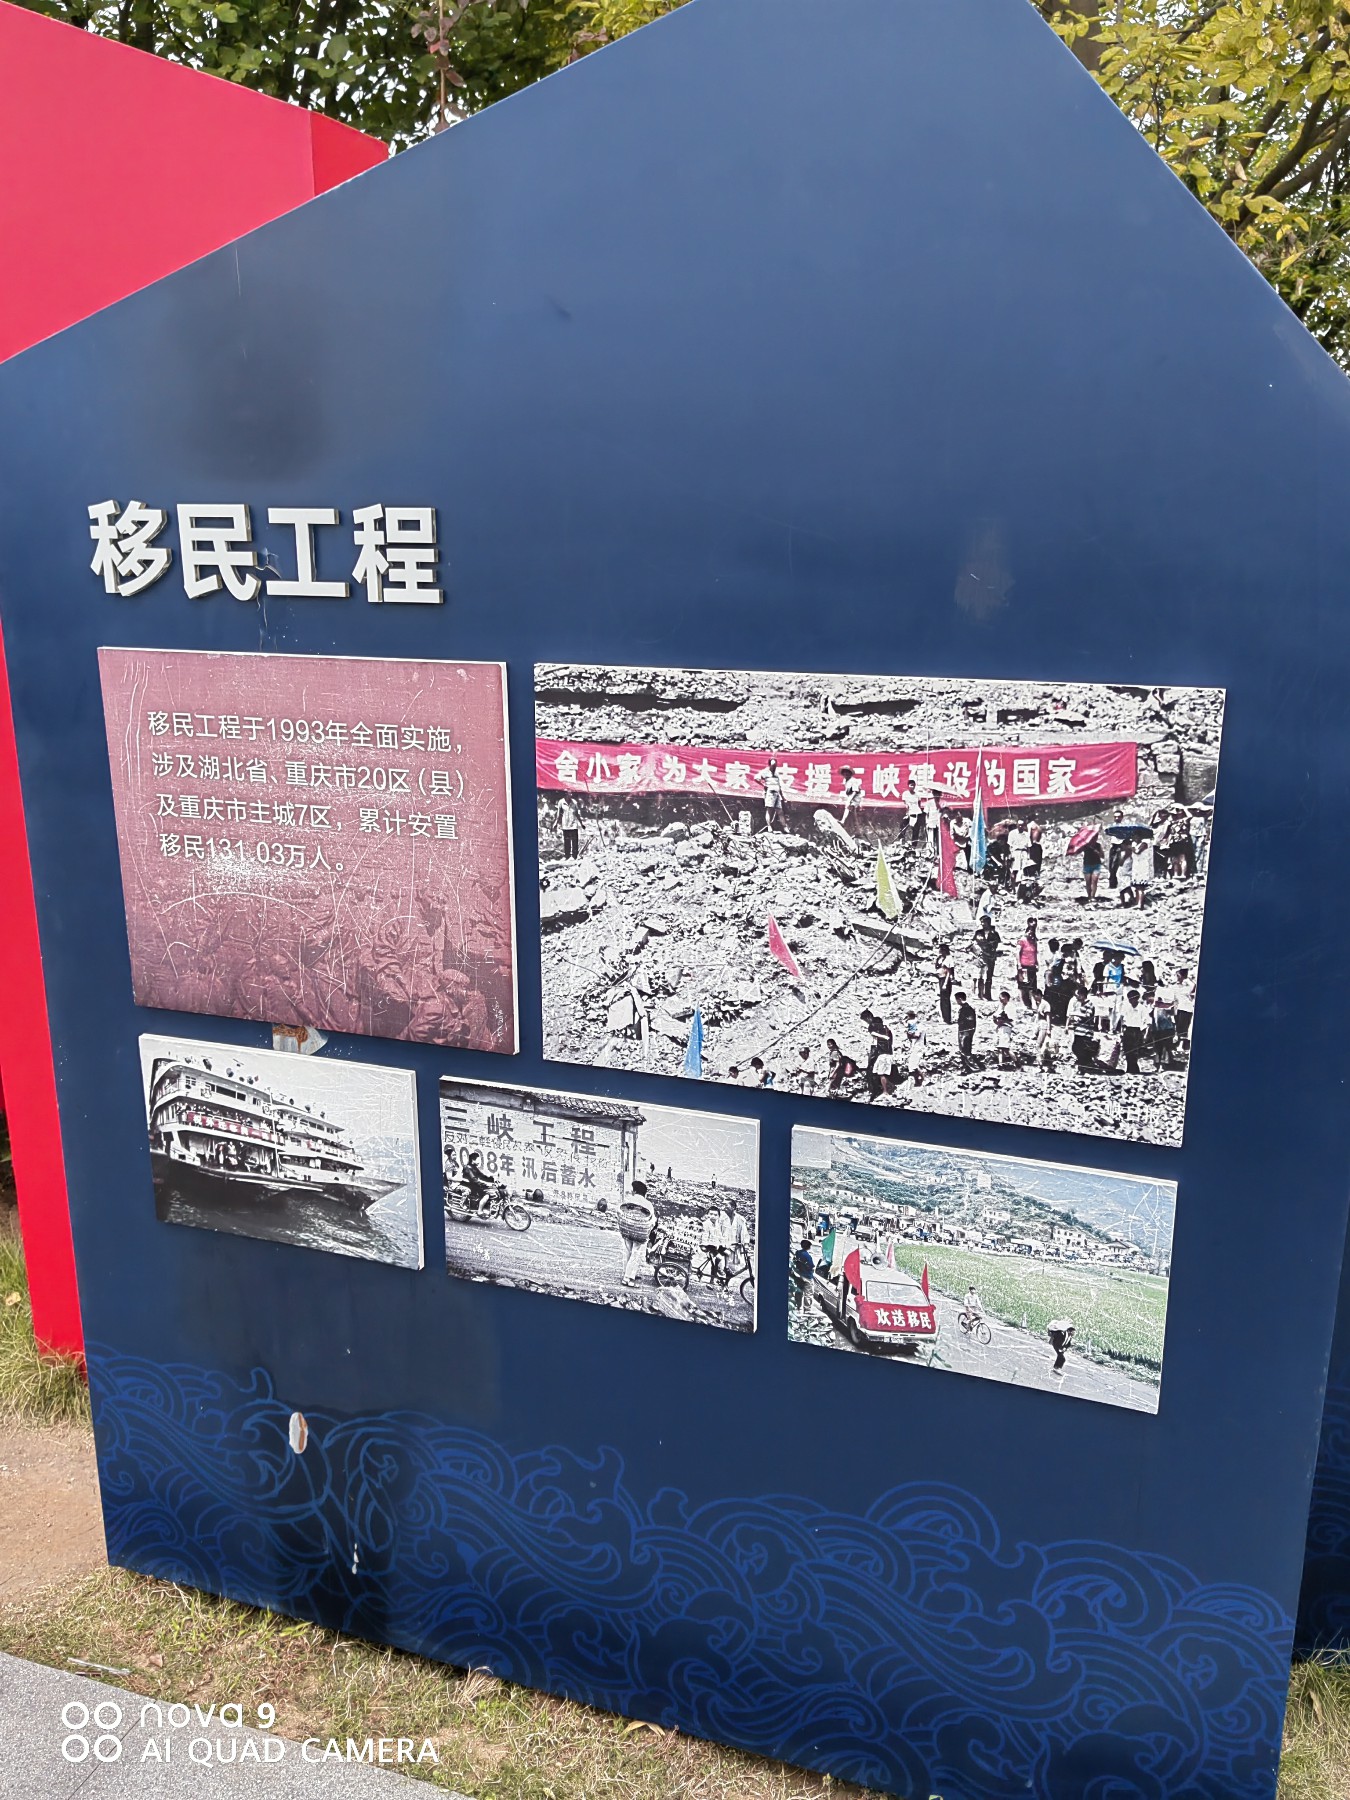 移民工程
移民工程于1993年全面实施，
涉及湖北省、重庆市20区（县）
及重庆市主城7区，累计安置
移民131.03万人。
舍小家 为大家 支援三峡建设为国家
三峡工程
008年 汛后蓄水
欢送移民
nova 9
AI QUAD CAMERA